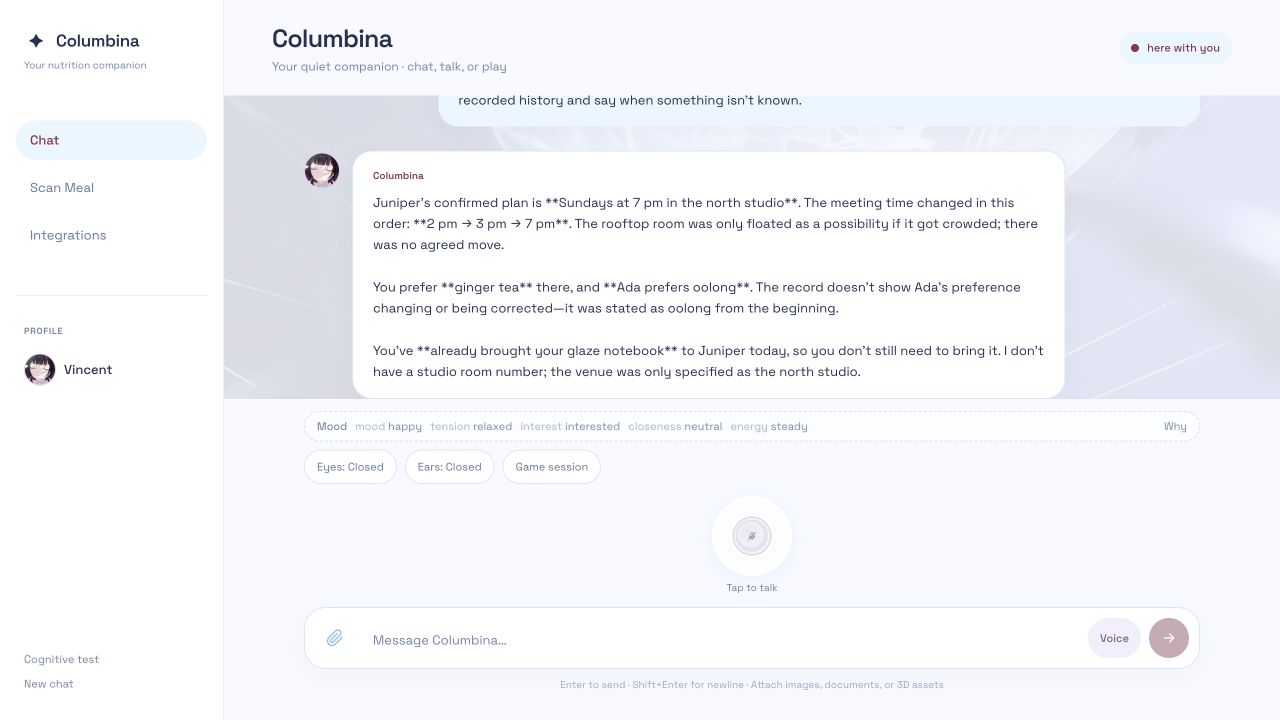 Columbina
Your nutrition companion
Chat
Scan Meal
Integrations
PROFILE
Vincent
Cognitive test
New chat
Columbina
Your quiet companion · chat, talk, or play
here with you
recorded history and say when something isn't known.
Columbina
Juniper's confirmed plan is **Sundays at 7 pm in the north studio**. The meeting time changed in this
order: **2 pm → 3 pm → 7 pm**. The rooftop room was only floated as a possibility if it got crowded; there
was no agreed move.
You prefer **ginger tea** there, and **Ada prefers oolong**. The record doesn't show Ada's preference
changing or being corrected—it was stated as oolong from the beginning.
You've **already brought your glaze notebook** to Juniper today, so you don't still need to bring it. I don't
have a studio room number; the venue was only specified as the north studio.
Mood mood happy tension relaxed interest interested closeness neutral energy steady Why
Eyes: Closed Ears: Closed Game session
Tap to talk
Message Columbina… Voice
Enter to send · Shift+Enter for newline · Attach images, documents, or 3D assets